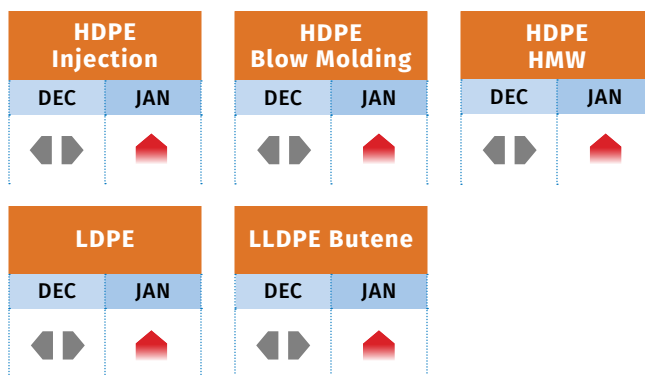 HDPE
Injection
DEC JAN
HDPE
Blow Molding
DEC JAN
HDPE
HMW
DEC JAN
LDPE
DEC JAN
LLDPE Butene
DEC JAN